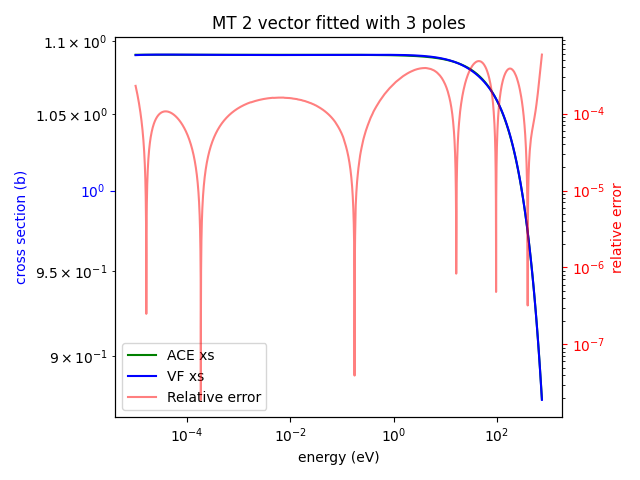 MT 2 vector fitted with 3 poles
cross section (b)
1.1 × 10⁰
1.05 × 10⁰
10⁰
9.5 × 10⁻¹
9 × 10⁻¹
10⁻⁴
10⁻⁵
10⁻⁶
10⁻⁷
relative error
ACE xs
VF xs
Relative error
10⁻⁴ 10⁻² 10⁰ 10²
energy (eV)